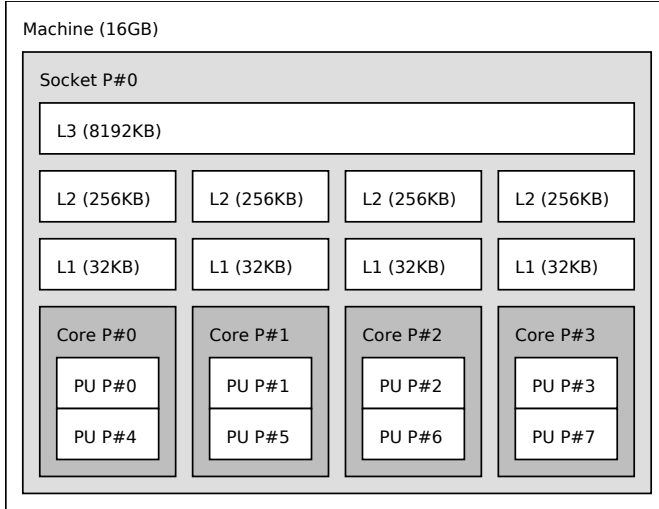 Machine (16GB)
Socket P#0
L3 (8192KB)
L2 (256KB) L2 (256KB) L2 (256KB) L2 (256KB)
L1 (32KB) L1 (32KB) L1 (32KB) L1 (32KB)
Core P#0 Core P#1 Core P#2 Core P#3
PU P#0 PU P#1 PU P#2 PU P#3
PU P#4 PU P#5 PU P#6 PU P#7